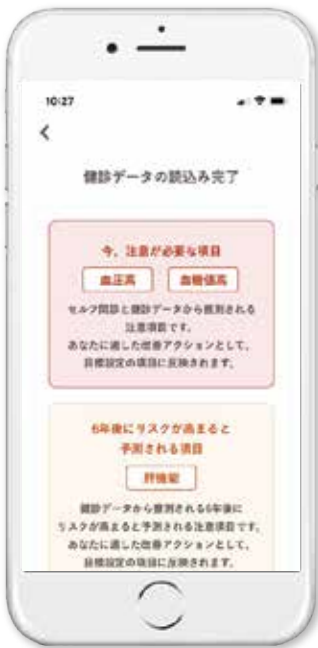 10:27
健診データの読込み完了
今、注意が必要な項目
血圧高 血糖値高
セルフ問診と健診データから推測される
注意項目です。
あなたに適した改善アクションとして、
目標設定の項目に反映されます。
6年後にリスクが高まると
予測される項目
肝機能
健診データから推測される6年後に
リスクが高まると予測される注意項目です。
あなたに適した改善アクションとして、
目標設定の項目に反映されます。